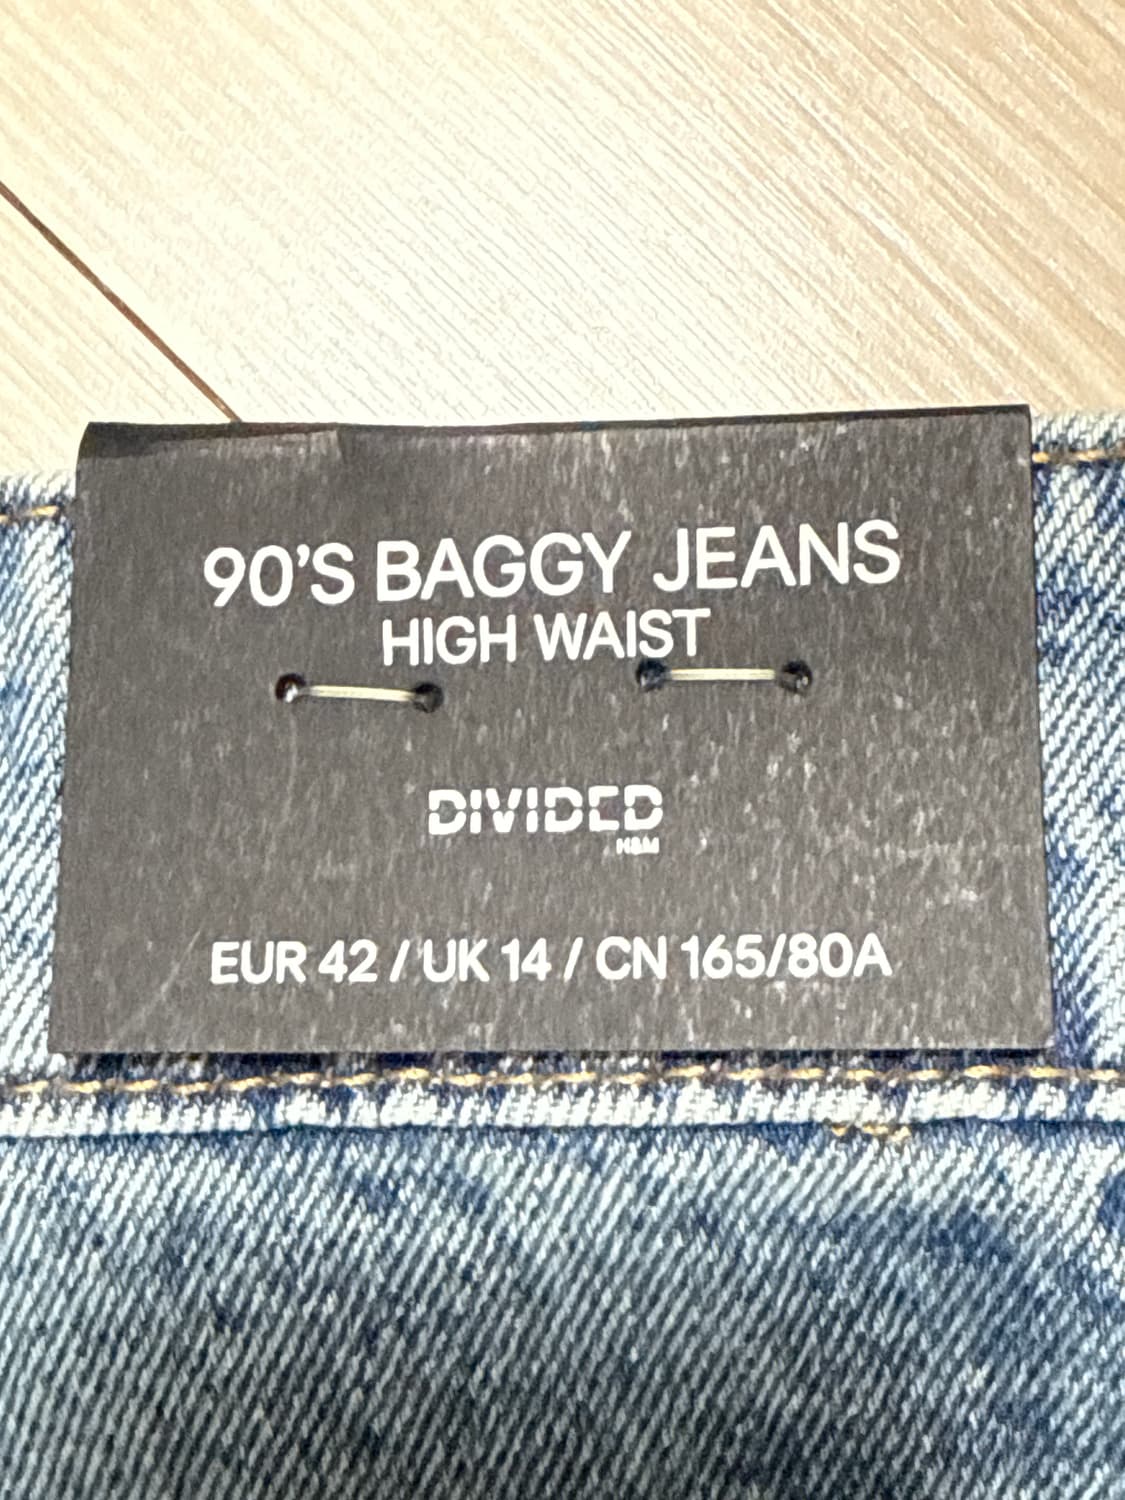 90'S BAGGY JEANS
HIGH WAIST
DIVIDED
H&M
EUR 42 / UK 14 / CN 165/80A